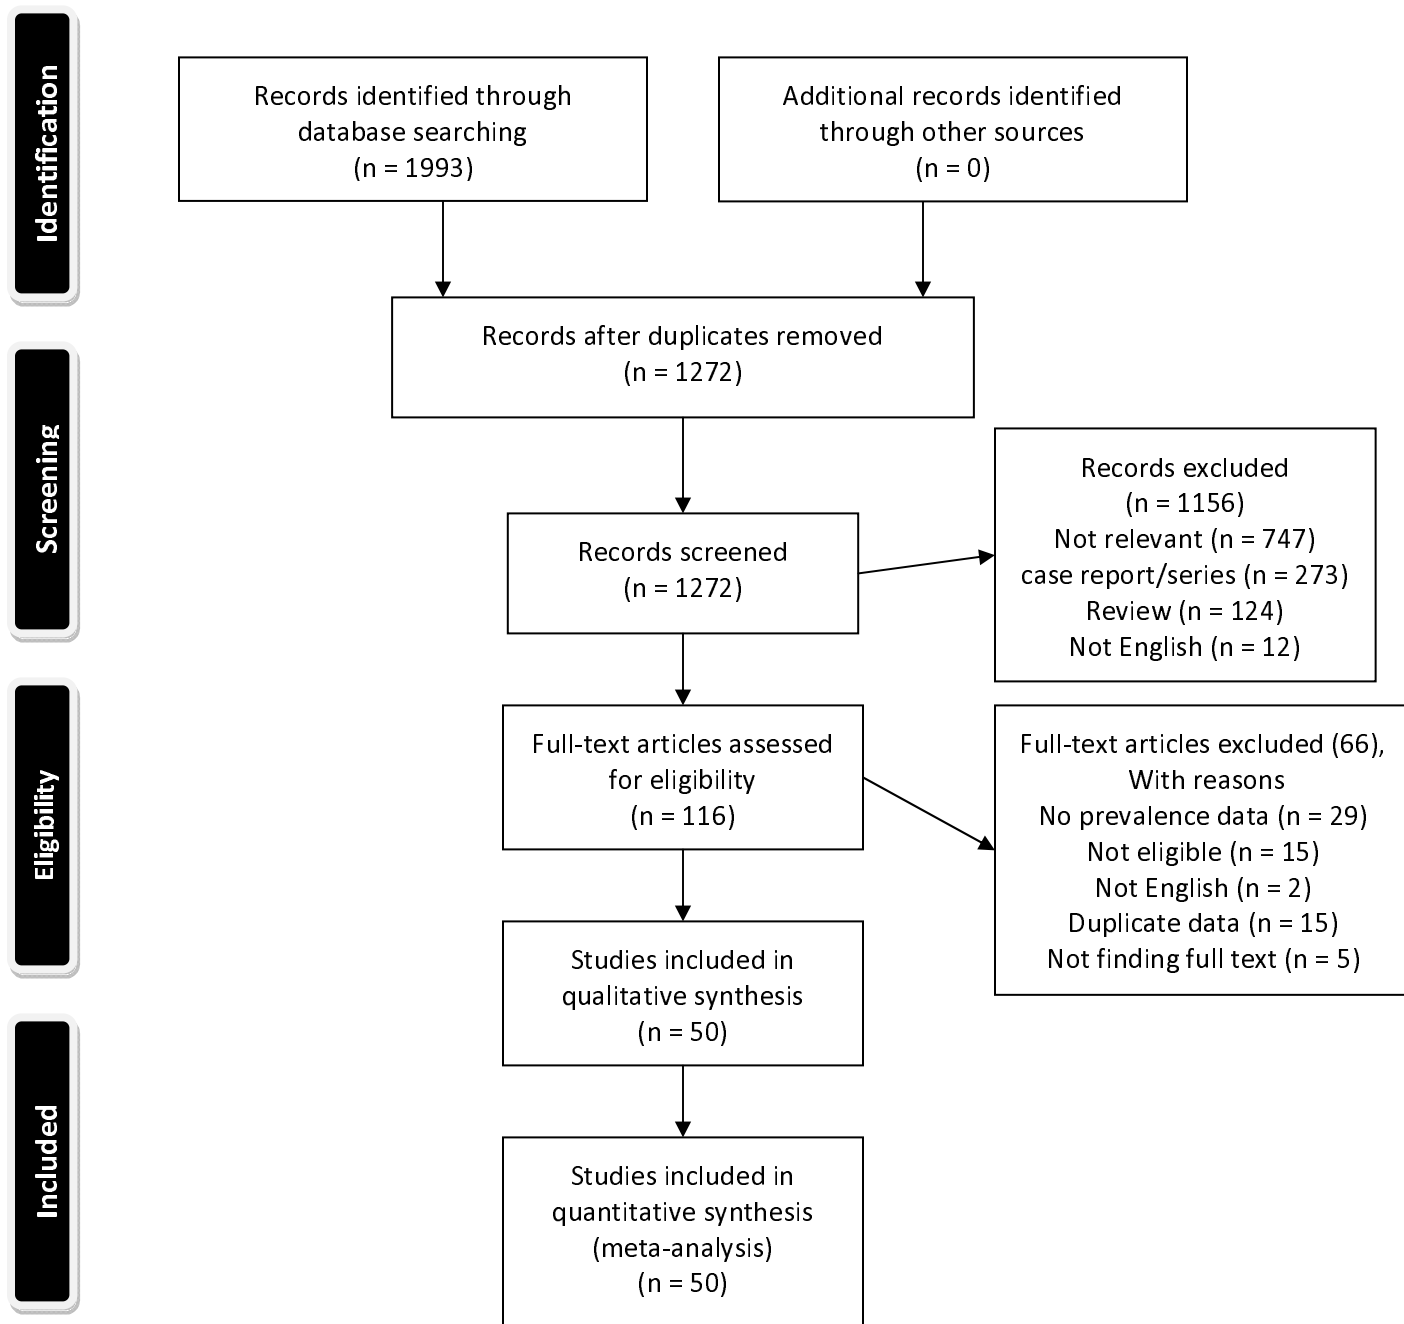 Identification
Records identified through
database searching
(n = 1993)
Additional records identified
through other sources
(n = 0)
Records after duplicates removed
(n = 1272)
Screening
Records screened
(n = 1272)
Records excluded
(n = 1156)
Not relevant (n = 747)
case report/series (n = 273)
Review (n = 124)
Not English (n = 12)
Eligibility
Full-text articles assessed
for eligibility
(n = 116)
Full-text articles excluded (66),
With reasons
No prevalence data (n = 29)
Not eligible (n = 15)
Not English (n = 2)
Duplicate data (n = 15)
Not finding full text (n = 5)
Studies included in
qualitative synthesis
(n = 50)
Included
Studies included in
quantitative synthesis
(meta-analysis)
(n = 50)